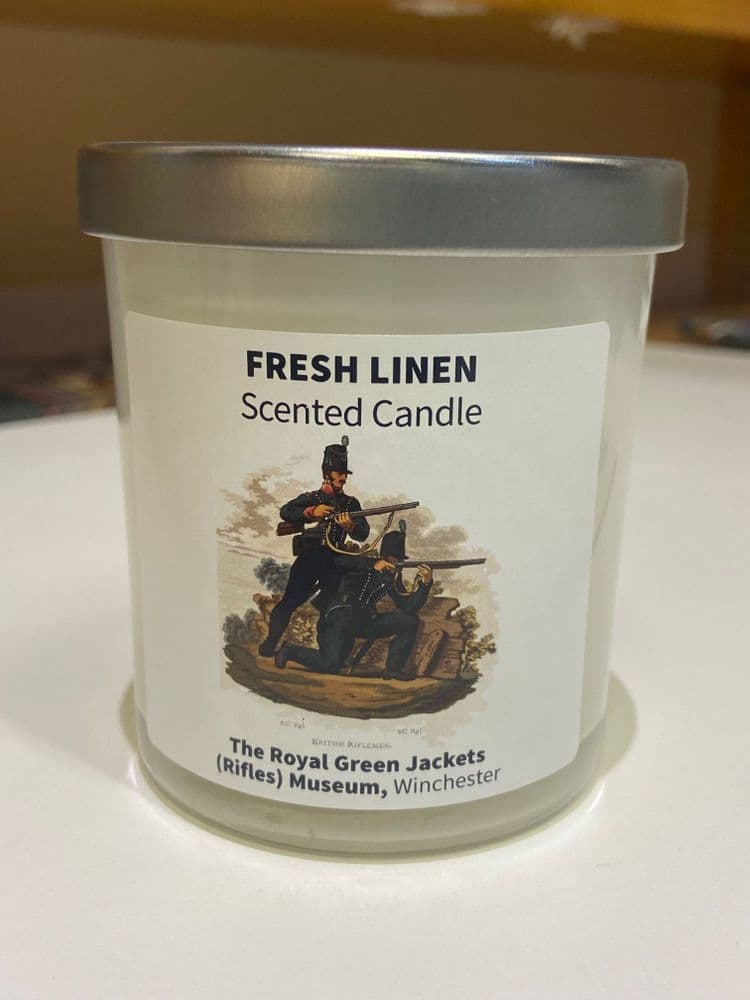 FRESH LINEN
Scented Candle
BRITISH RIFLEMEN.
The Royal Green Jackets
(Rifles) Museum, Winchester